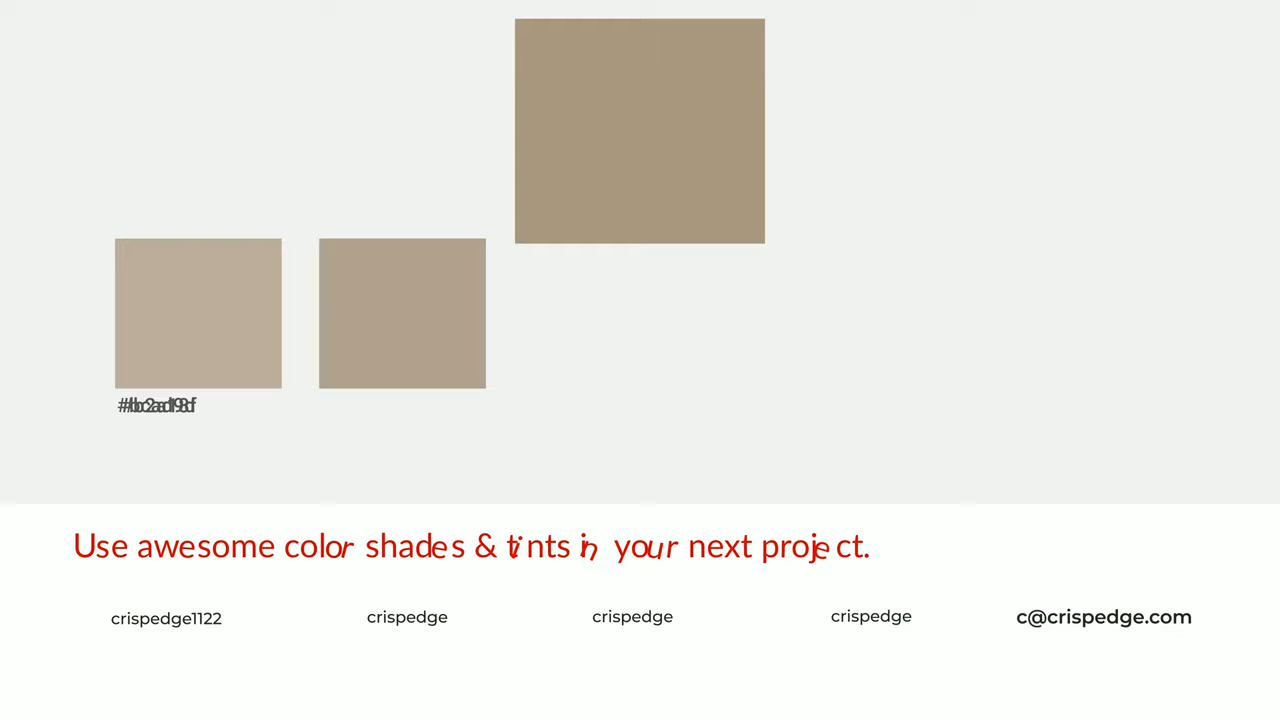 Use awesome color shades & tints in your next project.
crispedge1122 crispedge crispedge crispedge c@crispedge.com